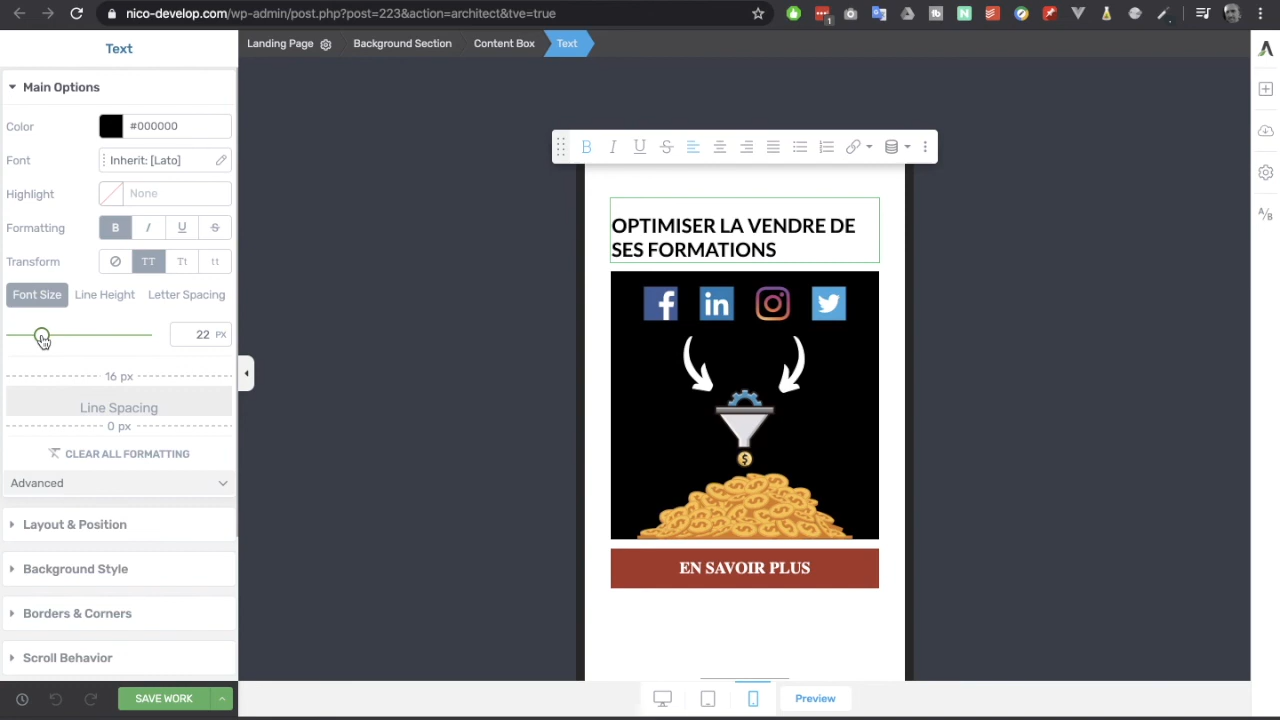 nico-develop.com/wp-admin/post.php?post=223&action=architect&tve=true
1
Text
Landing Page
Background Section
Content Box
Text
Main Options
Color
#000000
Font
Inherit: [Lato]
Highlight
None
Formatting
B I U S
Transform
TT Tt tt
Font Size
Line Height
Letter Spacing
22 PX
16 px
Line Spacing
0 px
CLEAR ALL FORMATTING
Advanced
Layout & Position
Background Style
Borders & Corners
Scroll Behavior
SAVE WORK
B I U S
OPTIMISER LA VENDRE DE
SES FORMATIONS
EN SAVOIR PLUS
Preview
A/B